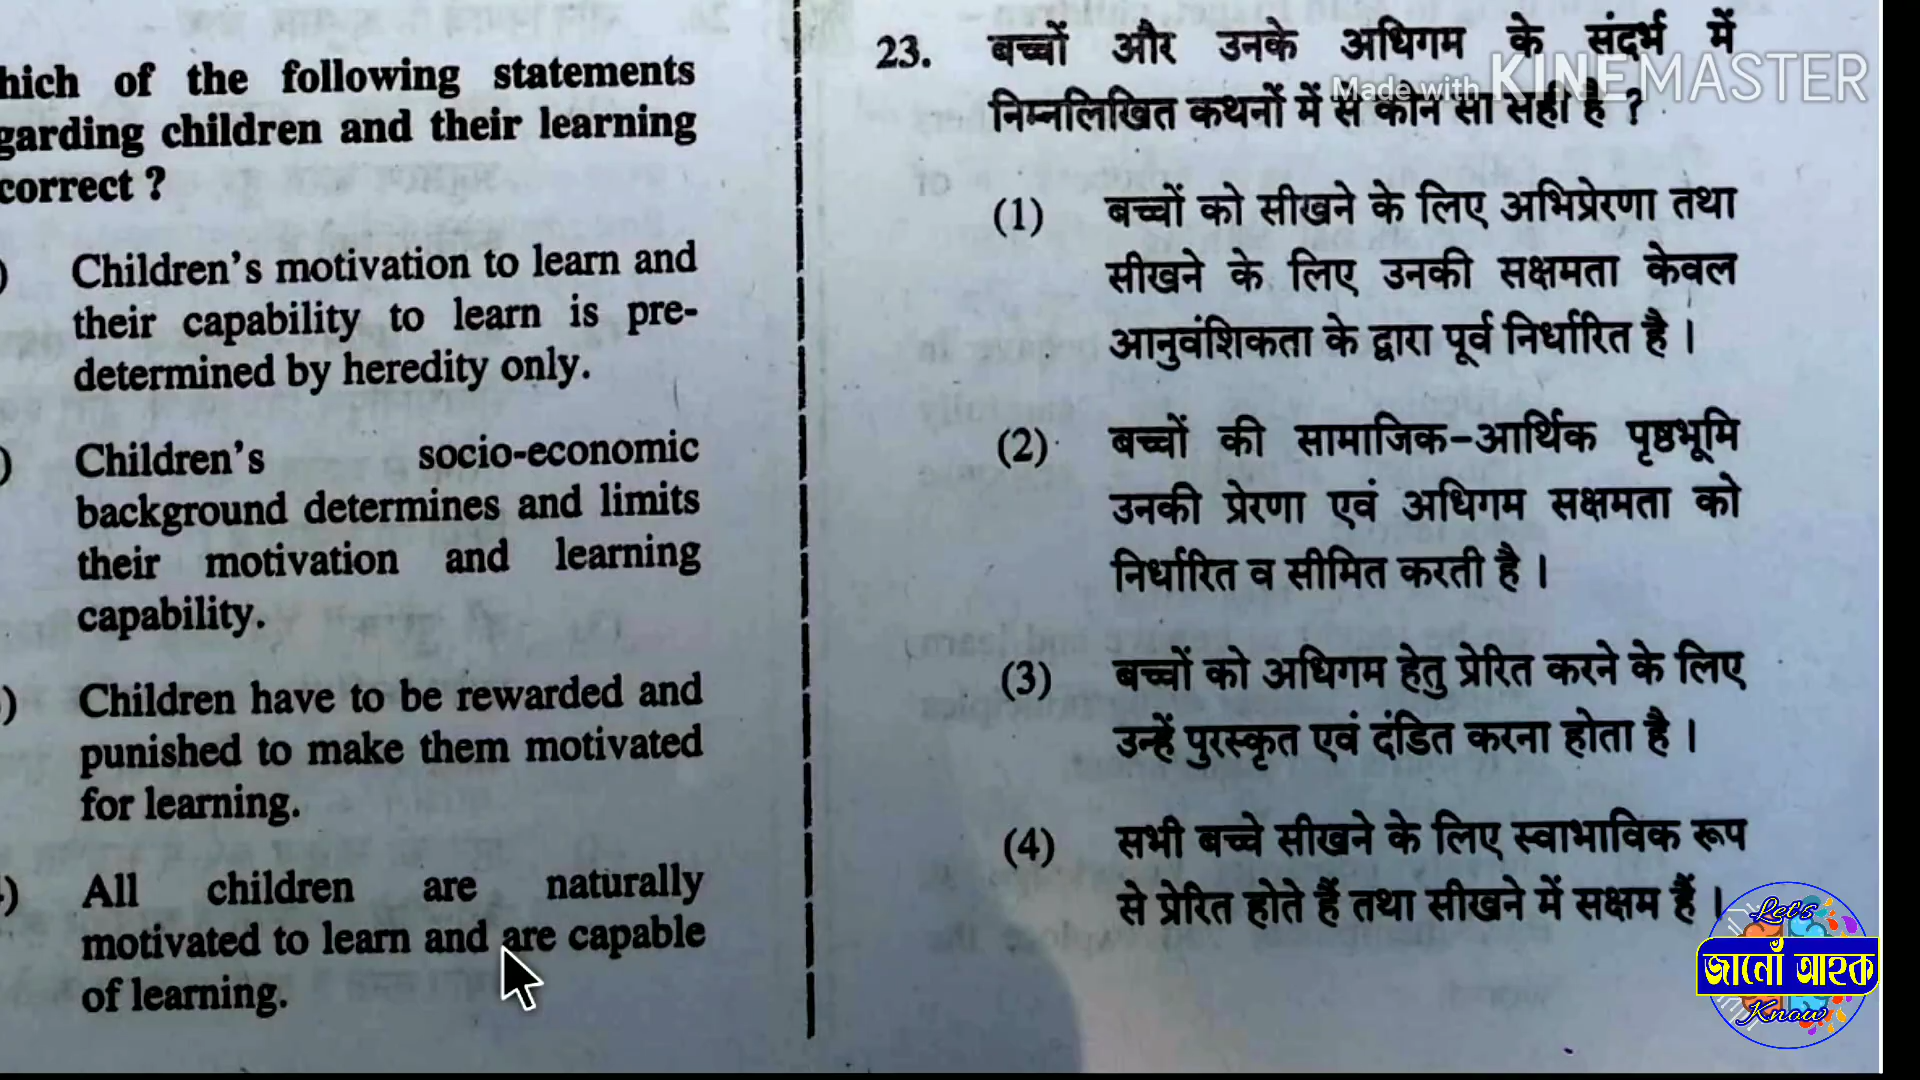 hich of the following statements
garding children and their learning
correct ?
) Children's motivation to learn and
their capability to learn is pre-
determined by heredity only.
) Children's socio-economic
background determines and limits
their motivation and learning
capability.
) Children have to be rewarded and
punished to make them motivated
for learning.
) All children are naturally
motivated to learn and are capable
of learning.
23. बच्चों और उनके अधिगम के संदर्भ में
निम्नलिखित कथनों में से कौन सा सही है ?
(1) बच्चों को सीखने के लिए अभिप्रेरणा तथा
सीखने के लिए उनकी सक्षमता केवल
आनुवंशिकता के द्वारा पूर्व निर्धारित है ।
(2) बच्चों की सामाजिक-आर्थिक पृष्ठभूमि
उनकी प्रेरणा एवं अधिगम सक्षमता को
निर्धारित व सीमित करती है ।
(3) बच्चों को अधिगम हेतु प्रेरित करने के लिए
उन्हें पुरस्कृत एवं दंडित करना होता है ।
(4) सभी बच्चे सीखने के लिए स्वाभाविक रूप
से प्रेरित होते हैं तथा सीखने में सक्षम हैं ।
Made with KINEMASTER
Let's
জানোঁ আহক
Know